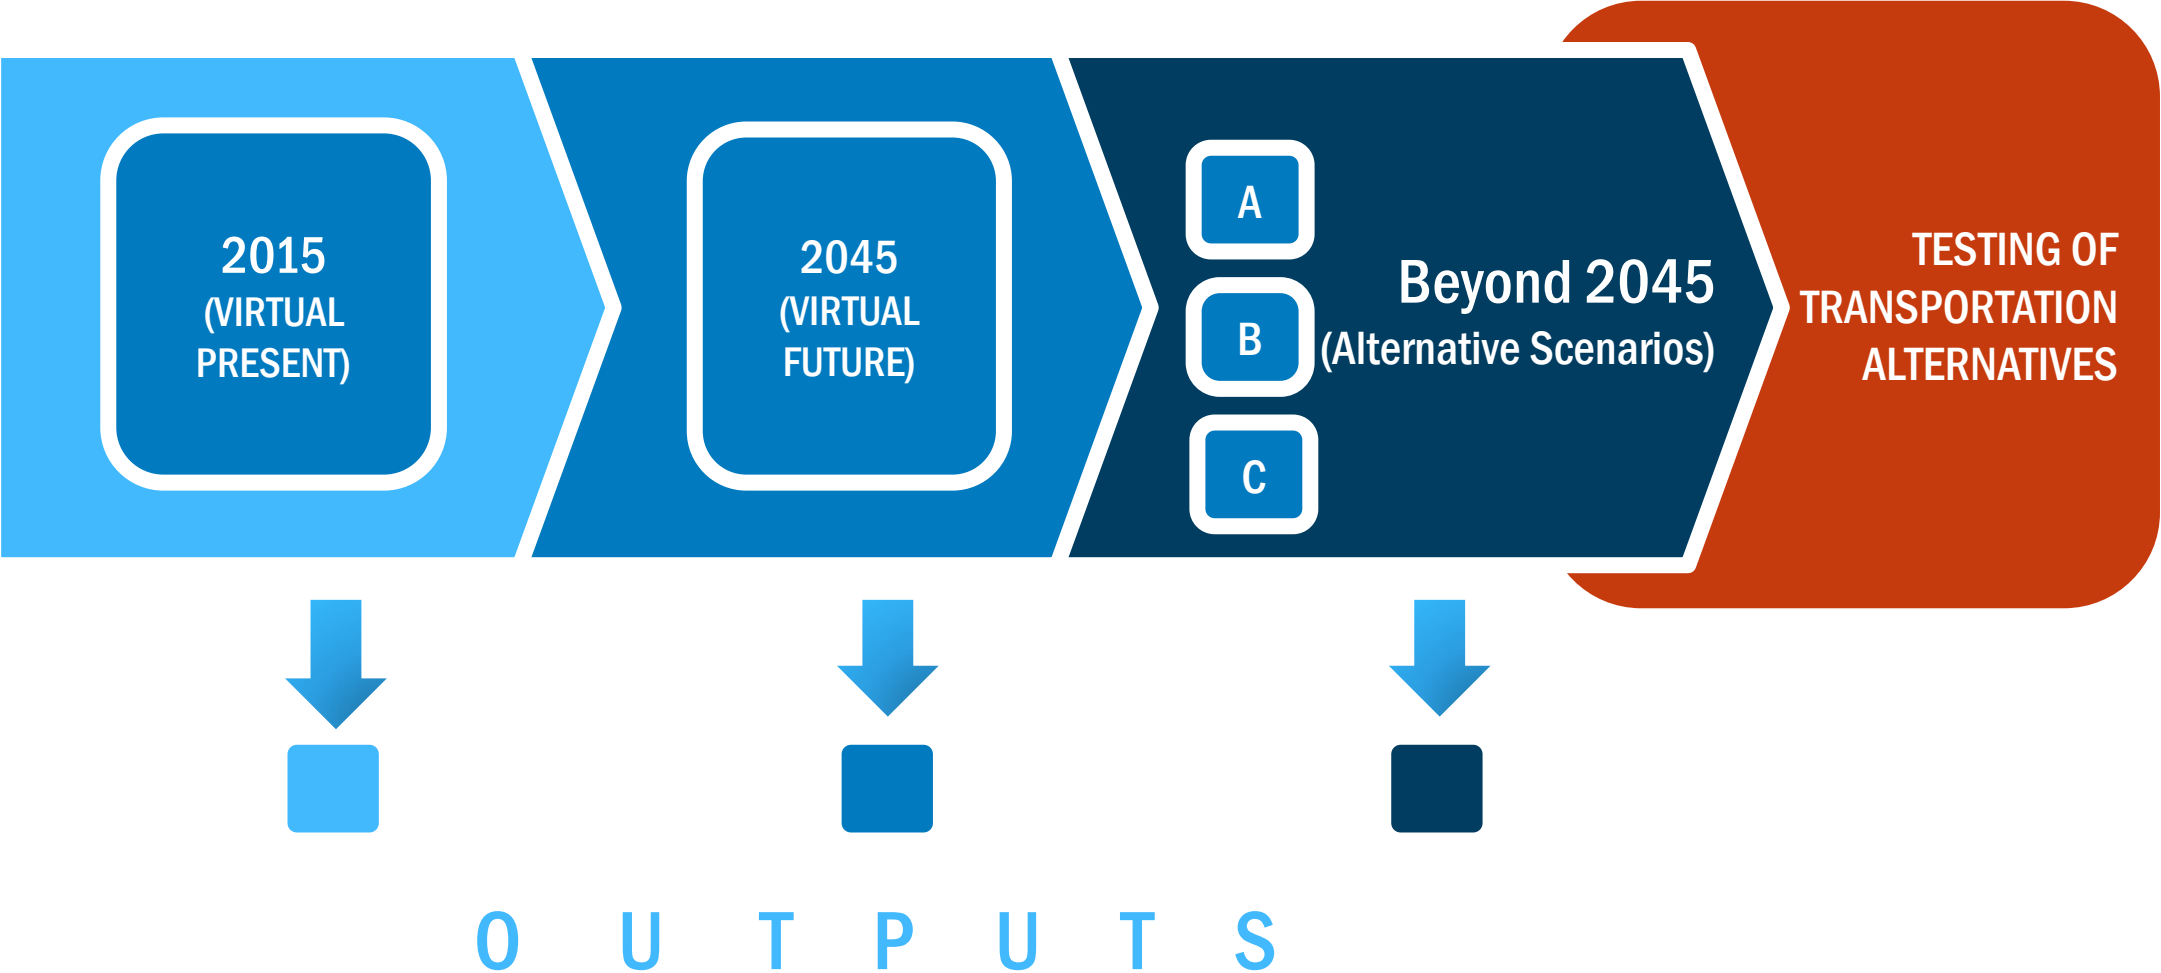 2015
(VIRTUAL
PRESENT)
2045
(VIRTUAL
FUTURE)
A
B
C
Beyond 2045
(Alternative Scenarios)
TESTING OF
TRANSPORTATION
ALTERNATIVES
O U T P U T S